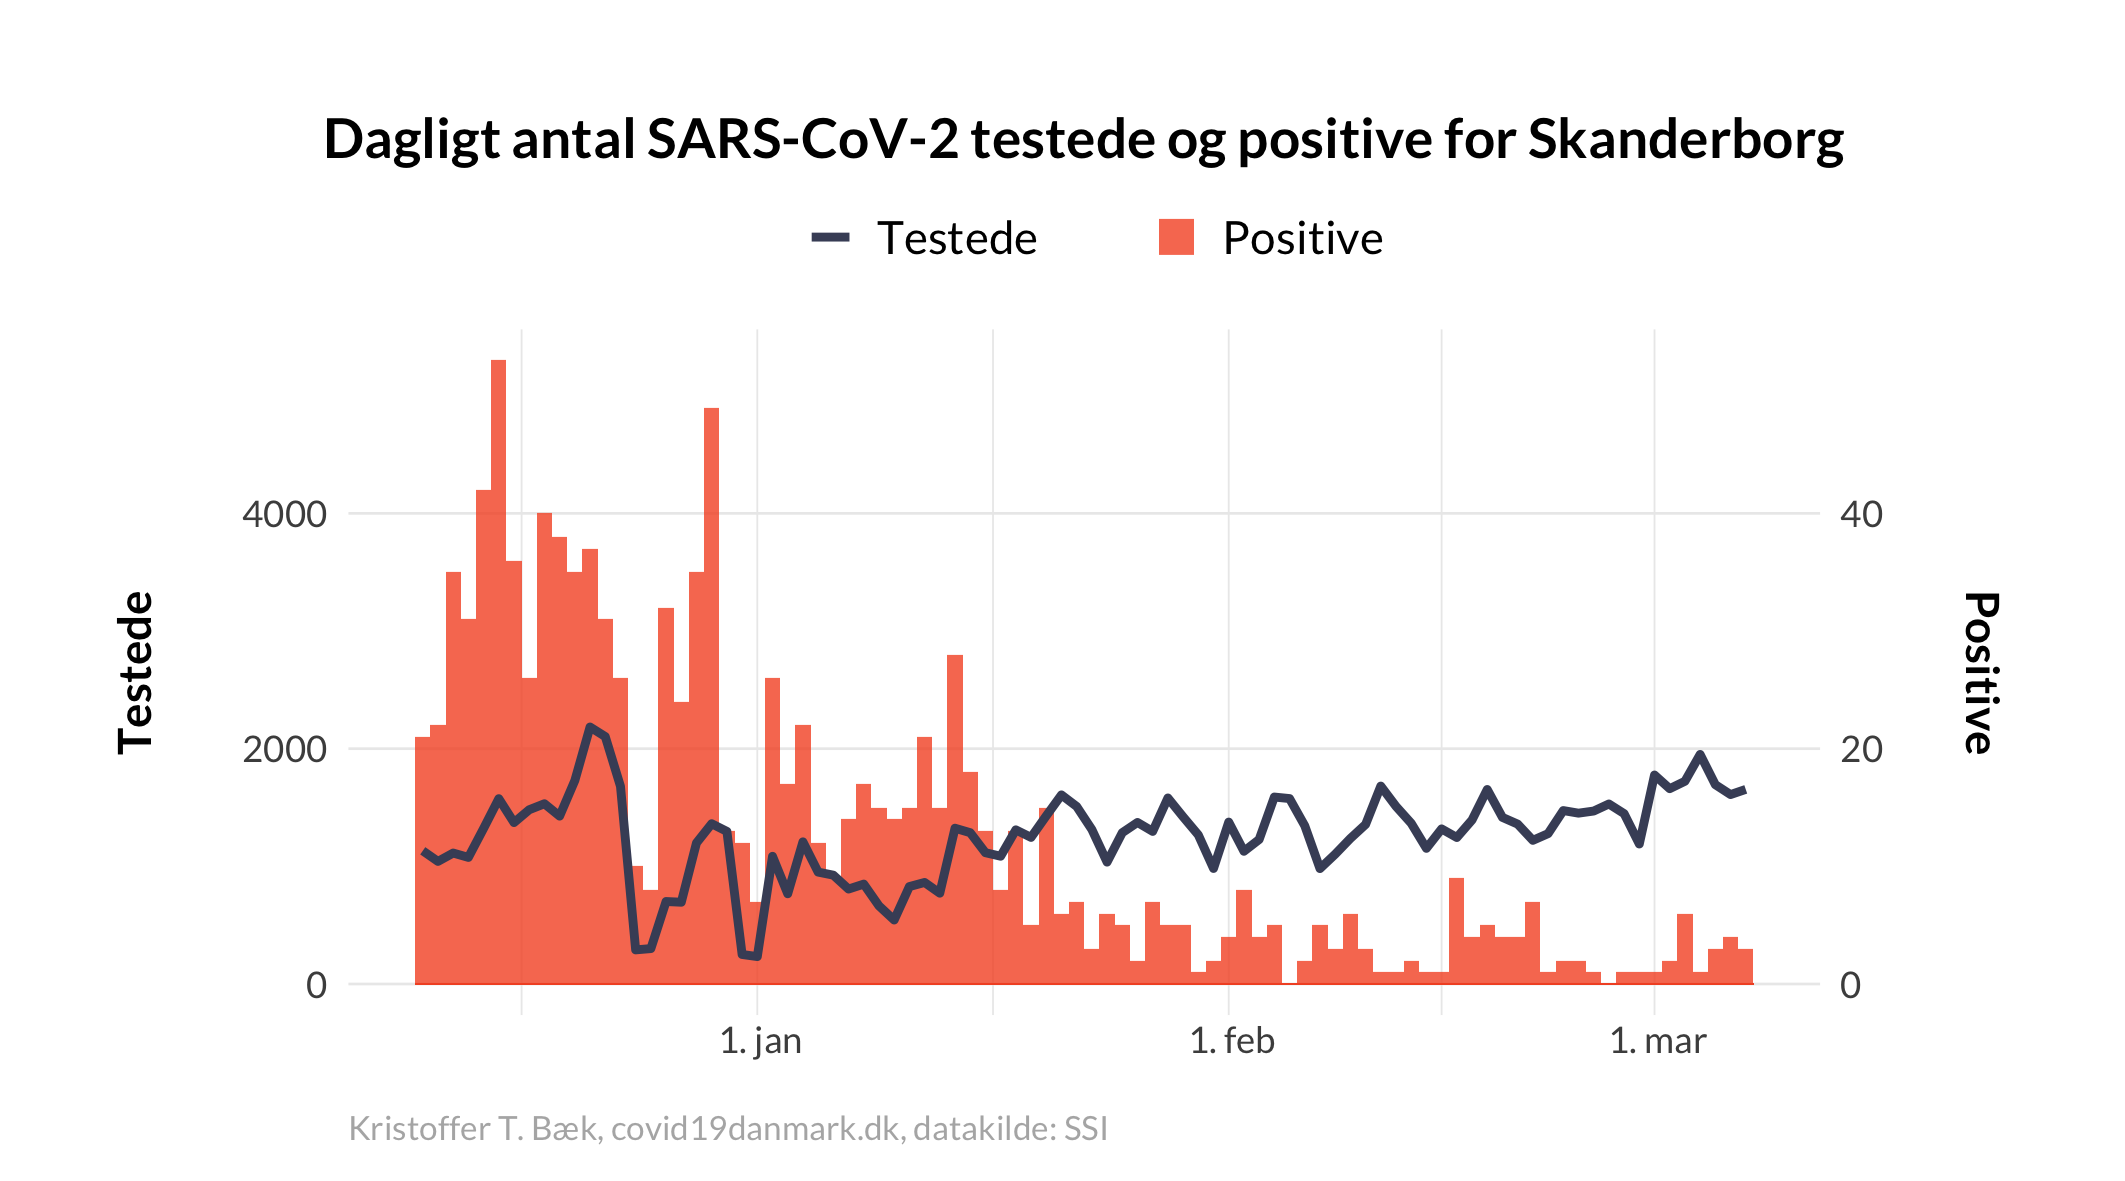 Dagligt antal SARS-CoV-2 testede og positive for Skanderborg
Testede
Positive
4000
2000
0
Testede
40
20
0
Positive
1. jan
1. feb
1. mar
Kristoffer T. Bæk, covid19danmark.dk, datakilde: SSI